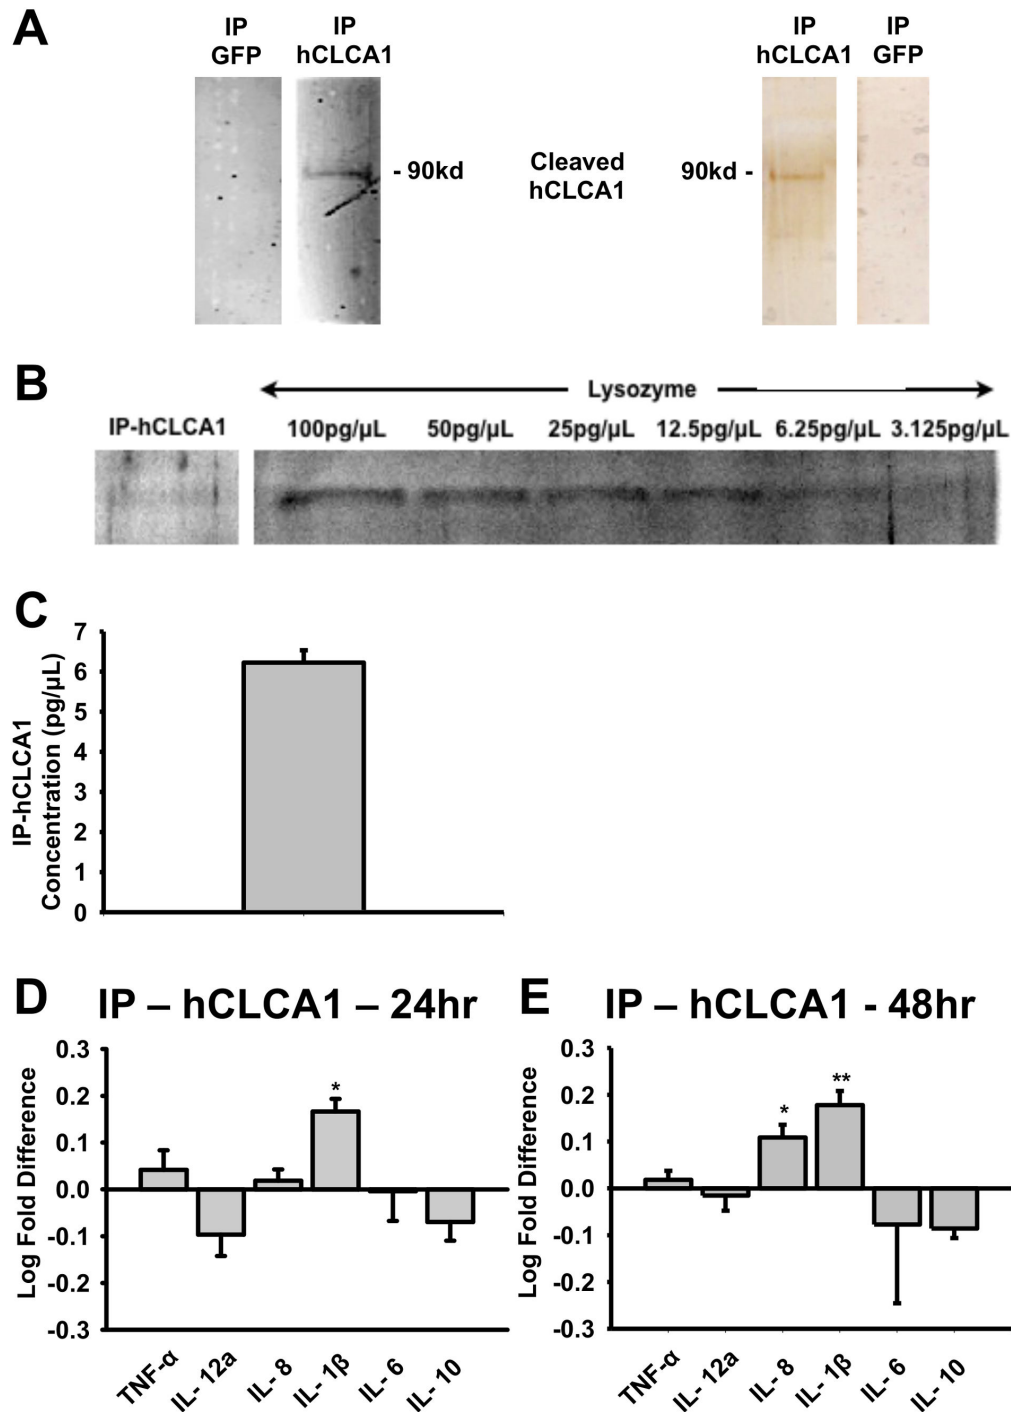 A
IP
GFP
IP
hCLCA1
IP
hCLCA1
IP
GFP
- 90kd
Cleaved
hCLCA1
90kd -
B
Lysozyme
IP-hCLCA1
100pg/µL 50pg/µL 25pg/µL 12.5pg/µL 6.25pg/µL 3.125pg/µL
C
IP-hCLCA1
Concentration (pg/µL)
7
6
5
4
3
2
1
0
D IP – hCLCA1 – 24hr
Log Fold Difference
0.3
0.2
0.1
0.0
-0.1
-0.2
-0.3
*
TNF-α IL- 12a IL- 8 IL- 1β IL- 6 IL- 10
E IP – hCLCA1 - 48hr
Log Fold Difference
0.3
0.2
0.1
0.0
-0.1
-0.2
-0.3
* **
TNF-α IL- 12a IL- 8 IL- 1β IL- 6 IL- 10